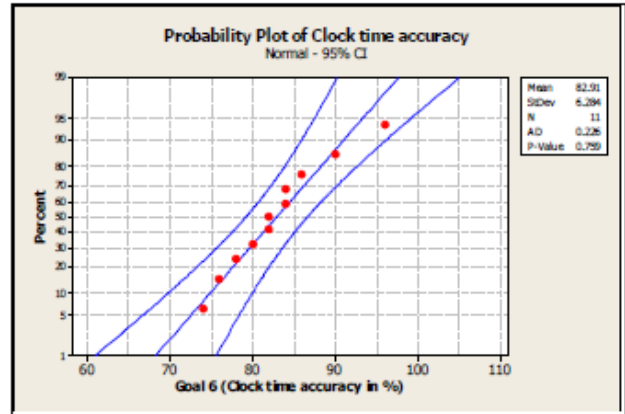 Probability Plot of Clock time accuracy
Normal - 95% CI
Mean 82.91
StDev 6.284
N 11
AD 0.226
P-Value 0.759
Percent
99
95
90
80
70
60
50
40
30
20
10
5
1
60 70 80 90 100 110
Goal 6 (Clock time accuracy in %)